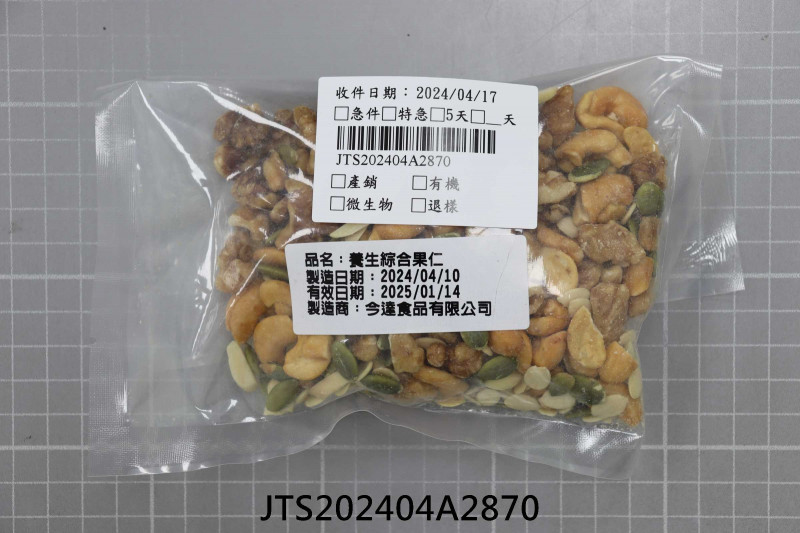 收件日期：2024/04/17
□急件□特急□5天□__天
JTS202404A2870
□產銷 □有機
□微生物 □退樣
品名：養生綜合果仁
製造日期：2024/04/10
有效日期：2025/01/14
製造商：今達食品有限公司
JTS202404A2870